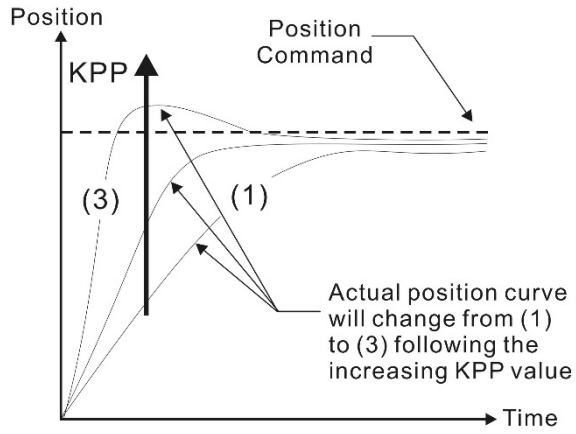 Position
Position
Command
KPP
(3)
(1)
Actual position curve
will change from (1)
to (3) following the
increasing KPP value
Time